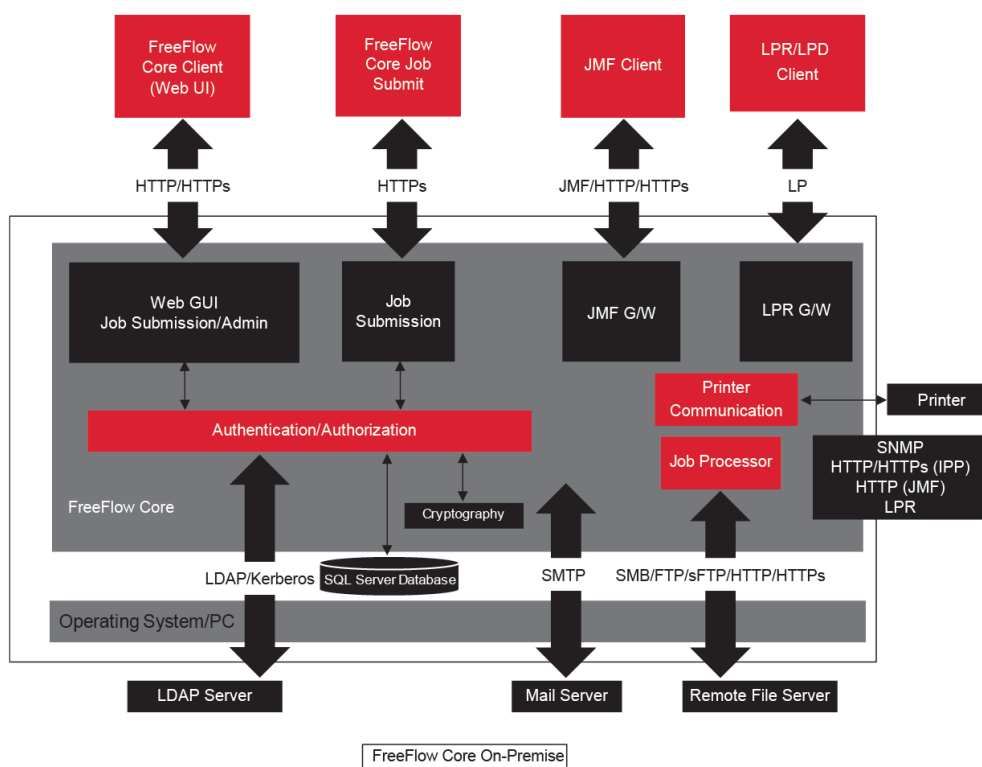 FreeFlow
Core Client
(Web UI)
FreeFlow
Core Job
Submit
JMF Client
LPR/LPD
Client
HTTP/HTTPs
HTTPs
JMF/HTTP/HTTPs
LP
Web GUI
Job Submission/Admin
Job
Submission
JMF G/W
LPR G/W
Printer
Communication
Printer
Authentication/Authorization
Job Processor
SNMP
HTTP/HTTPs (IPP)
HTTP (JMF)
LPR
FreeFlow Core
Cryptography
LDAP/Kerberos
SQL Server Database
SMTP
SMB/FTP/sFTP/HTTP/HTTPs
Operating System/PC
LDAP Server
Mail Server
Remote File Server
FreeFlow Core On-Premise